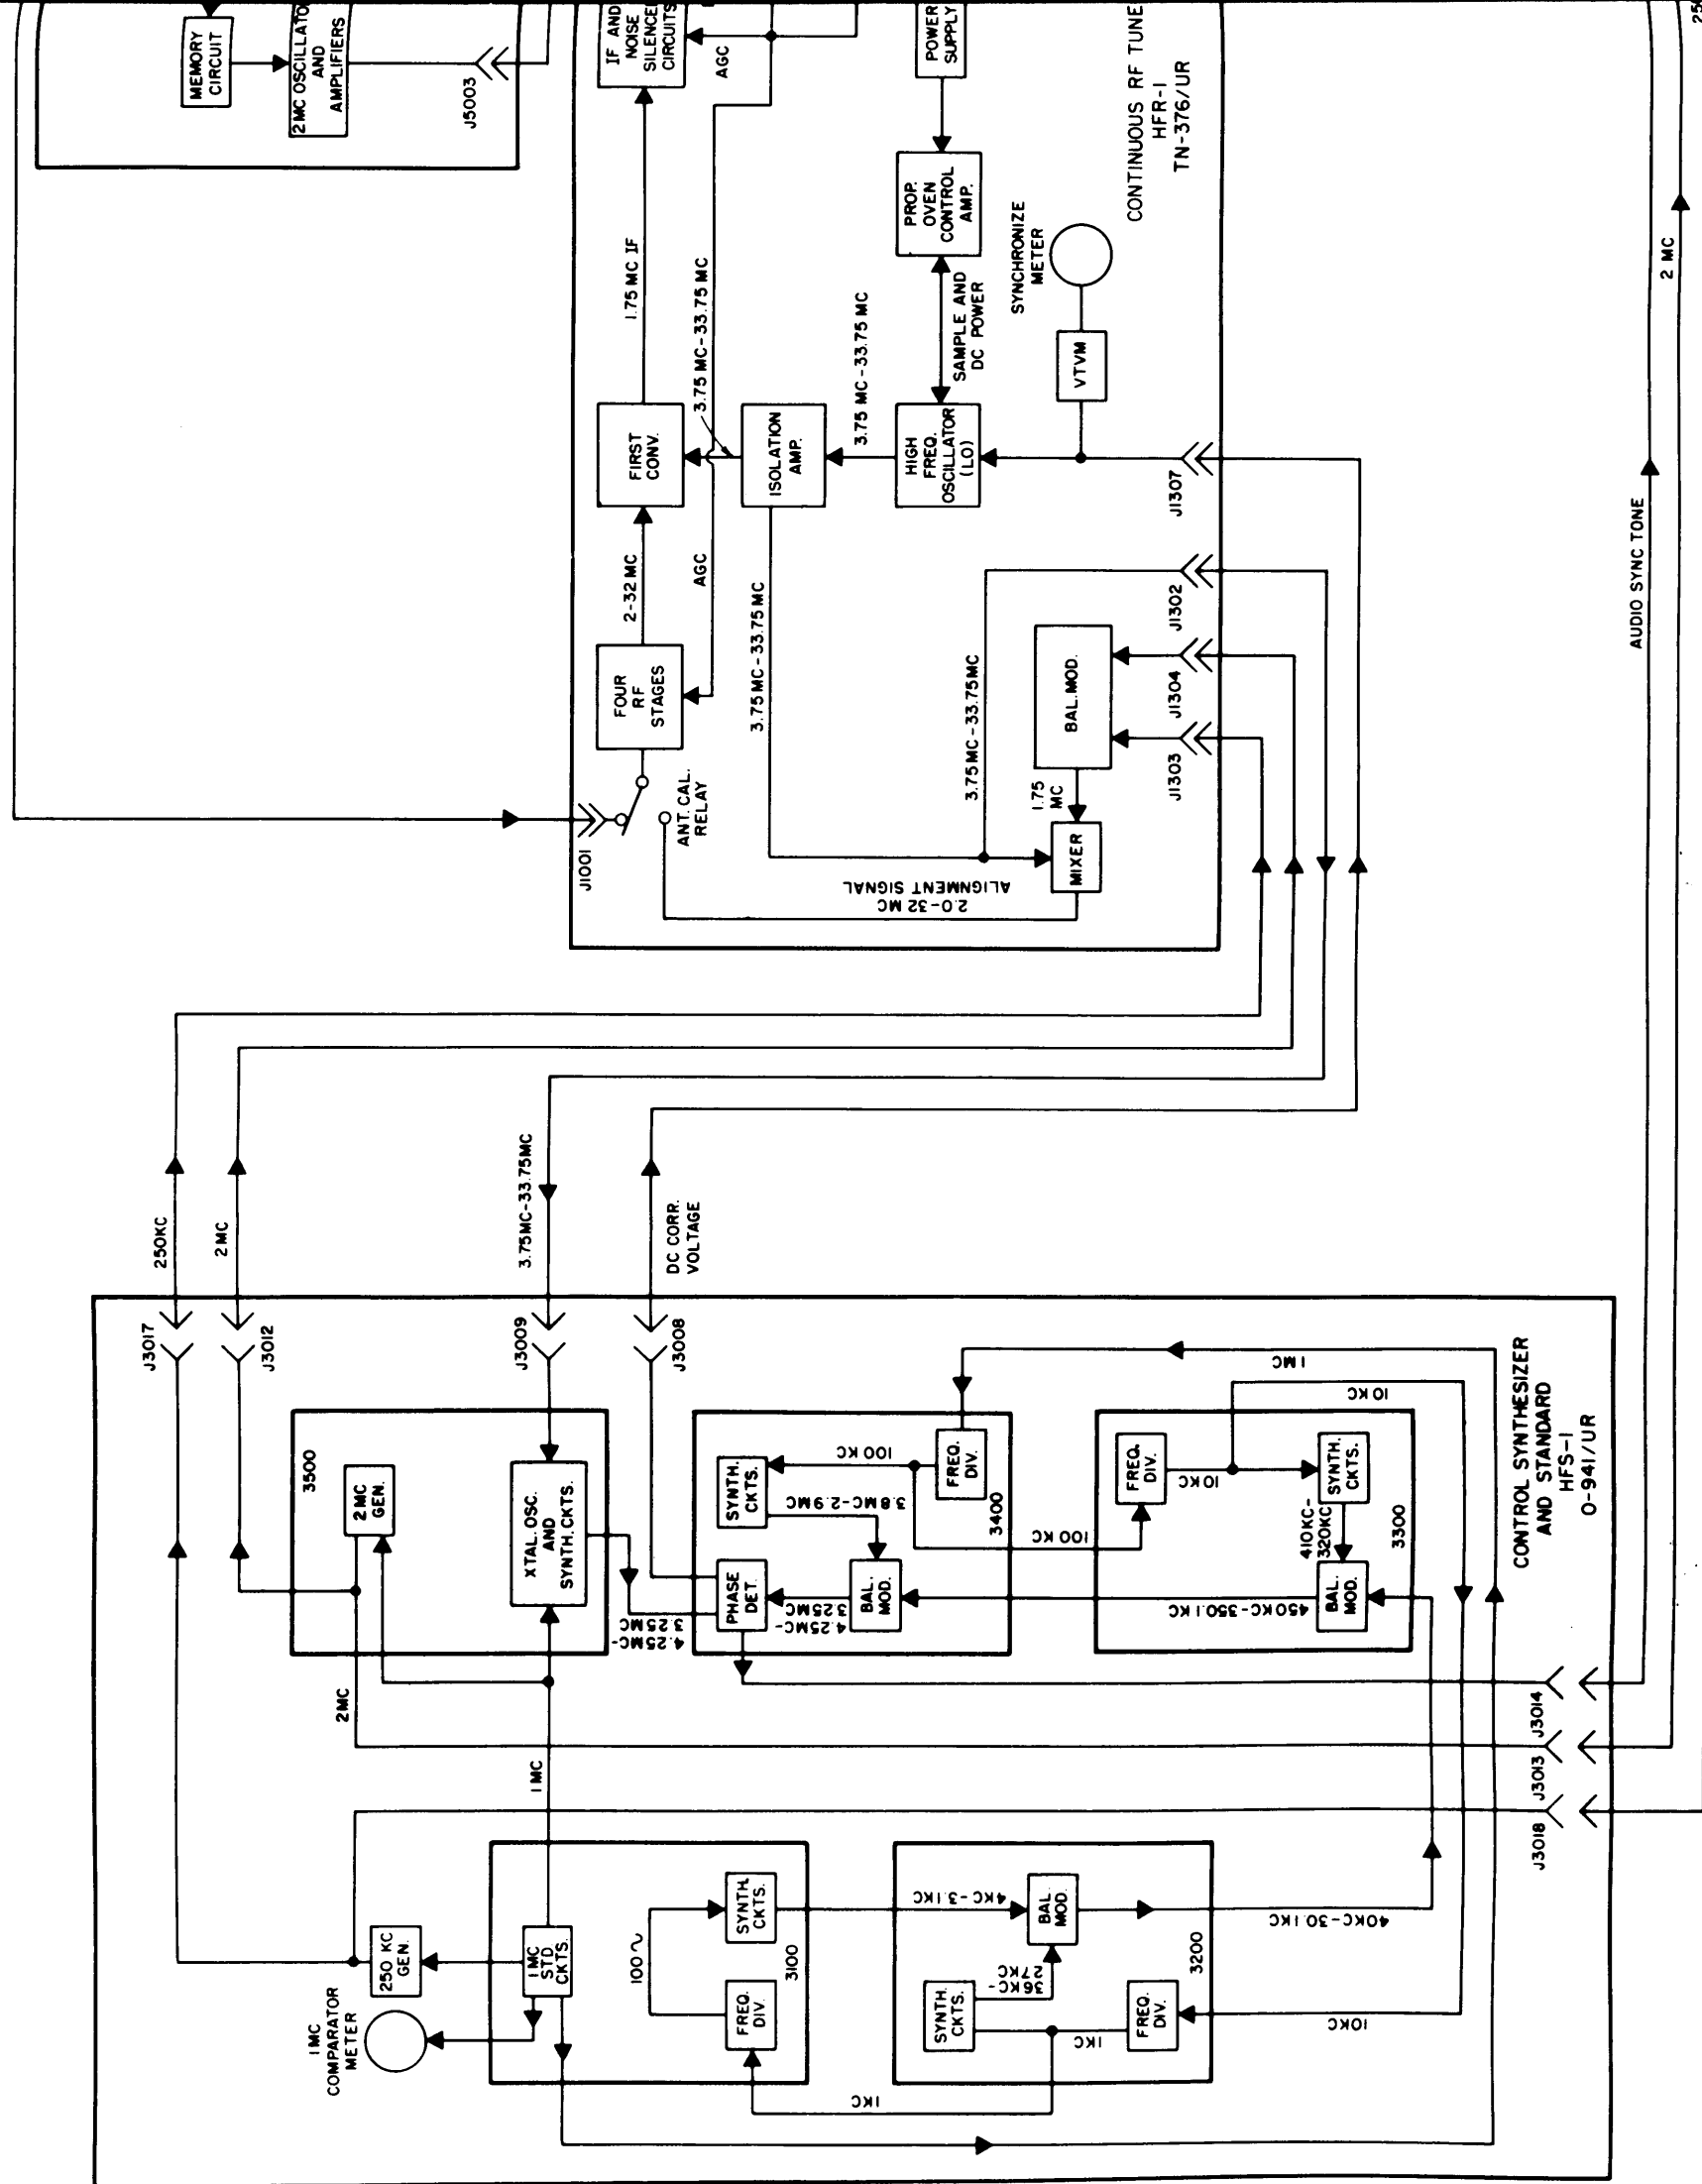 MEMORY
CIRCUIT
2MC OSCILLATO
AND
AMPLIFIERS
J5003
IF AND
NOISE
SILENCE
CIRCUITS
AGC
POWER
SUPPLY
CONTINUOUS RF TUNE
HFR-1
TN-376/UR
1.75 MC IF
3.75 MC-33.75 MC
PROP.
OVEN
CONTROL
AMP.
SYNCHRONIZE
METER
SAMPLE AND
DC POWER
3.75 MC-33.75 MC
VTVM
FIRST
CONV.
ISOLATION
AMP.
HIGH
FREQ.
OSCILLATOR
(LO)
J1307
2-32 MC
AGC
FOUR
RF
STAGES
3.75 MC-33.75 MC
3.75MC-33.75MC
BAL.MOD.
J1302
J1304
J1303
1.75
MC
MIXER
ANT. CAL.
RELAY
J1001
2.0-32 MC
ALIGNMENT SIGNAL
AUDIO SYNC TONE
2 MC
250KC
2MC
3.75MC-33.75MC
DC CORR.
VOLTAGE
J3017
J3012
J3009
J3008
3500
2 MC
GEN.
XTAL. OSC.
AND
SYNTH. CKTS.
4.25MC-
3.25MC
SYNTH.
CKTS.
100 KC
FREQ.
DIV.
3.8MC-2.9MC
3400
PHASE
DET.
4.25MC-
3.25MC
BAL.
MOD.
100 KC
FREQ.
DIV.
10KC
SYNTH.
CKTS.
410KC-
320KC
3300
BAL.
MOD.
450KC-350.1KC
10 KC
1 MC
CONTROL SYNTHESIZER
AND STANDARD
HFS-1
O-941/UR
2MC
1 MC
J3014
J3013
J3018
250 KC
GEN.
1 MC
COMPARATOR
METER
1 MC
STD
CKTS.
100~
SYNTH.
CKTS.
FREQ.
DIV.
3100
4KC-3.1KC
BAL.
MOD.
36KC-
27KC
SYNTH.
CKTS.
1KC
FREQ.
DIV.
3200
40KC-30.1KC
10KC
1KC